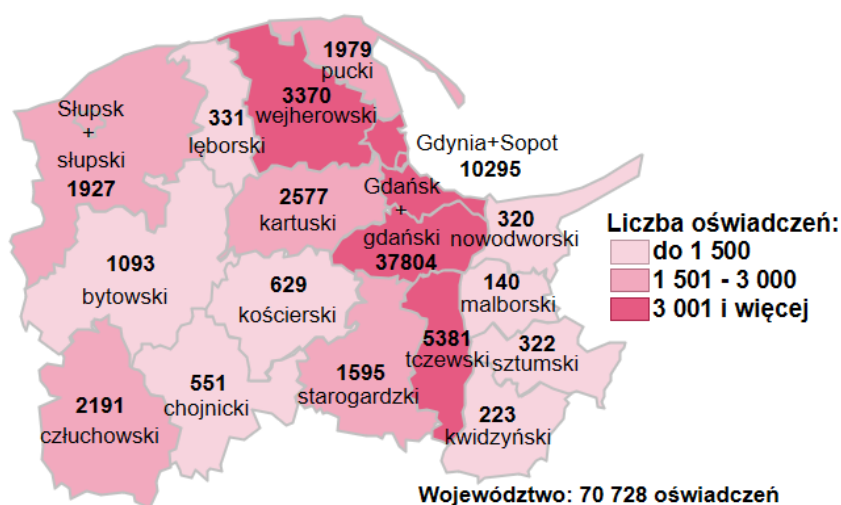 1979
pucki
3370
wejherowski
331
lęborski
Słupsk
+
słupski
1927
Gdynia+Sopot
10295
2577
kartuski
Gdańsk
+
gdański
37804
320
nowodworski
Liczba oświadczeń:
do 1 500
1 501 - 3 000
3 001 i więcej
1093
bytowski
629
kościerski
140
malborski
5381
tczewski
322
sztumski
2191
człuchowski
551
chojnicki
1595
starogardzki
223
kwidzyński
Województwo: 70 728 oświadczeń